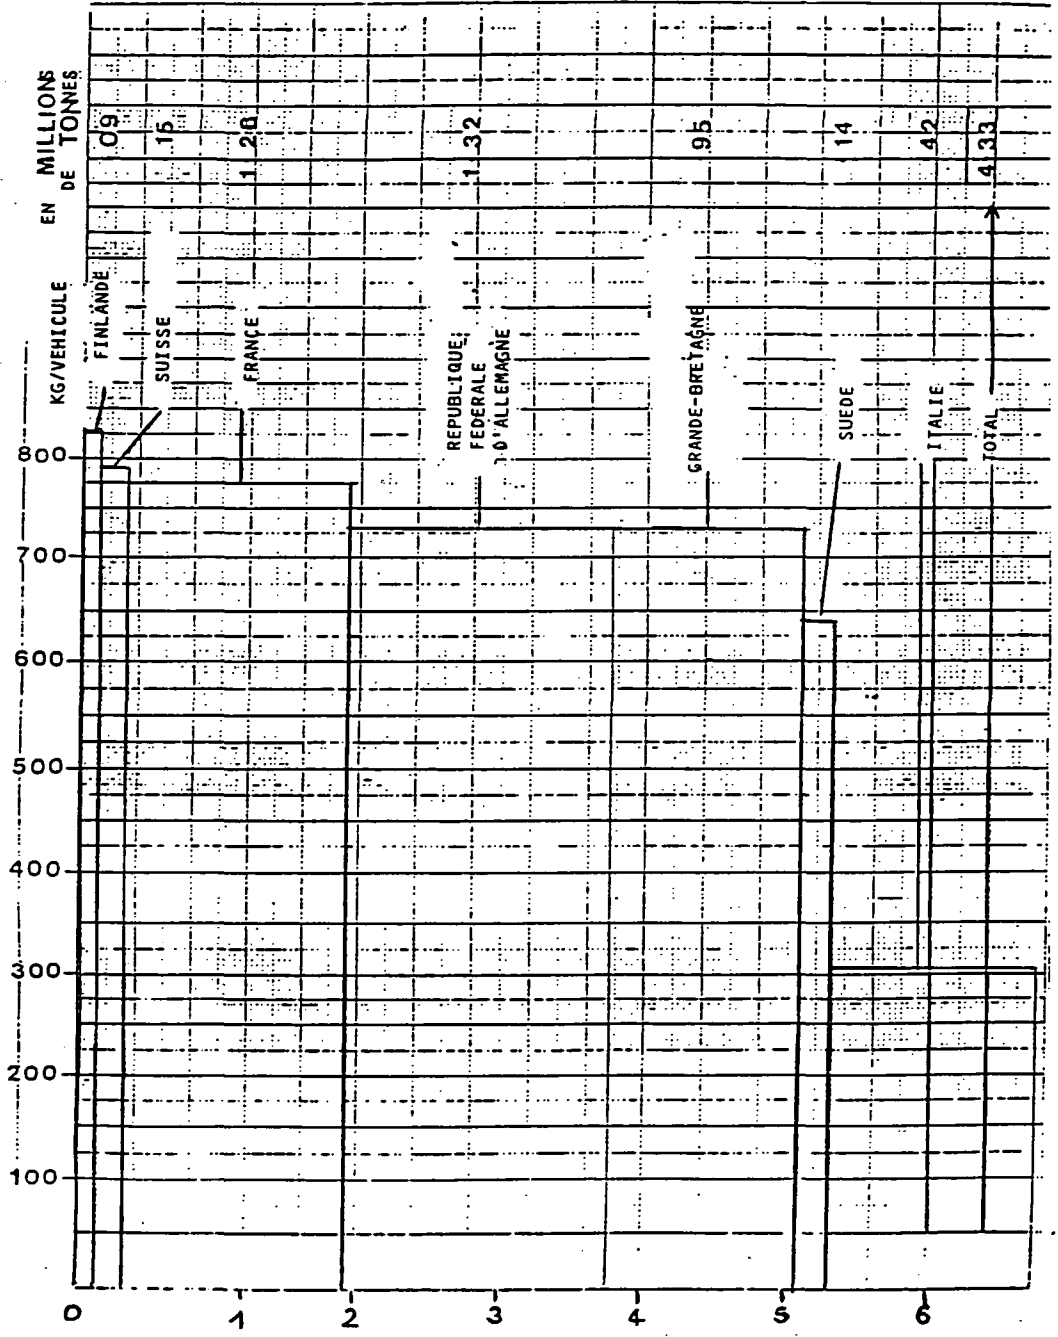 EN MILLIONS
DE TONNES
09
15
1 26
1 32
95
14
42
4 33
KG/VEHICULE
FINLANDE
SUISSE
FRANCE
REPUBLIQUE
FEDERALE
D'ALLEMAGNE
GRANDE-BRETAGNE
SUEDE
ITALIE
TOTAL
800
700
600
500
400
300
200
100
0
1
2
3
4
5
6